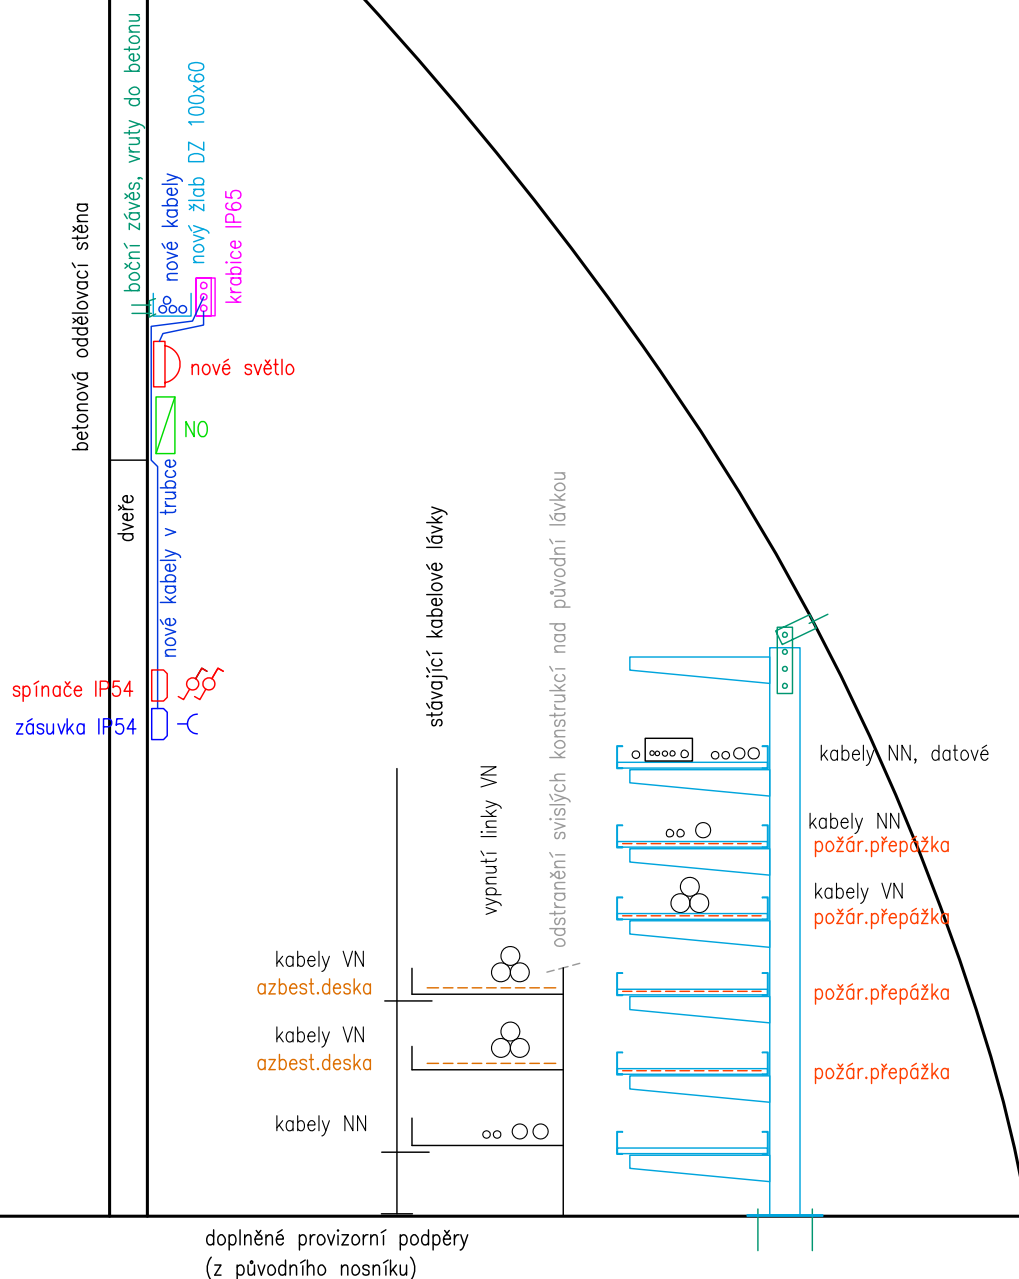 betonová oddělovací stěna
boční závěs, vruty do betonu
nové kabely
nový žlab DZ 100x60
krabice IP65
nové světlo
NO
dveře
nové kabely v trubce
spínače IP54
zásuvka IP54
stávající kabelové lávky
vypnutí linky VN
odstranění svislých konstrukcí nad původní lávkou
kabely VN
azbest.deska
kabely VN
azbest.deska
kabely NN
kabely NN, datové
kabely NN
požár.přepážka
kabely VN
požár.přepážka
požár.přepážka
požár.přepážka
doplněné provizorní podpěry
(z původního nosníku)